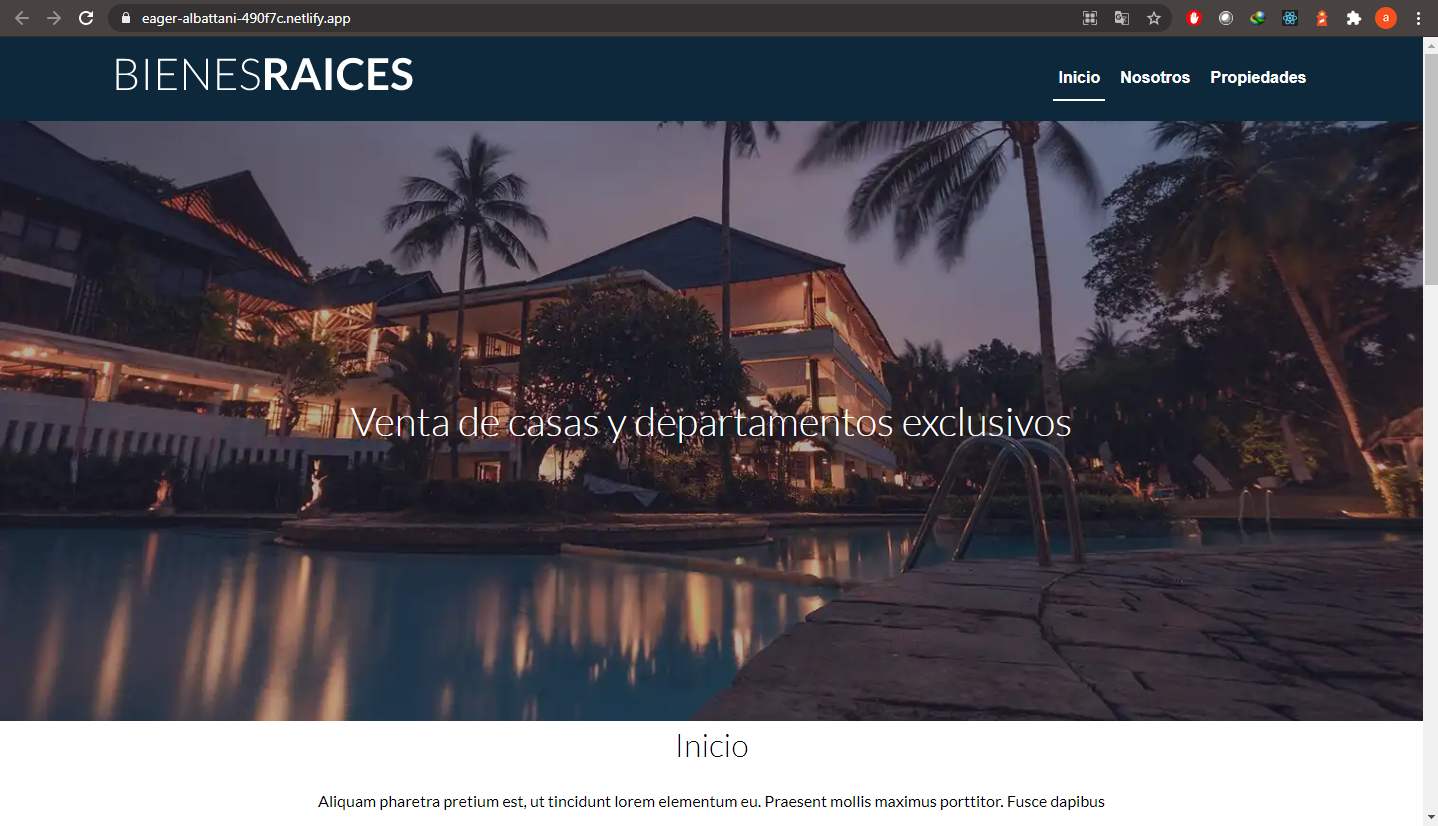 eager-albattani-490f7c.netlify.app
a
BIENESRAICES
Inicio Nosotros Propiedades
Venta de casas y departamentos exclusivos
Inicio
Aliquam pharetra pretium est, ut tincidunt lorem elementum eu. Praesent mollis maximus porttitor. Fusce dapibus